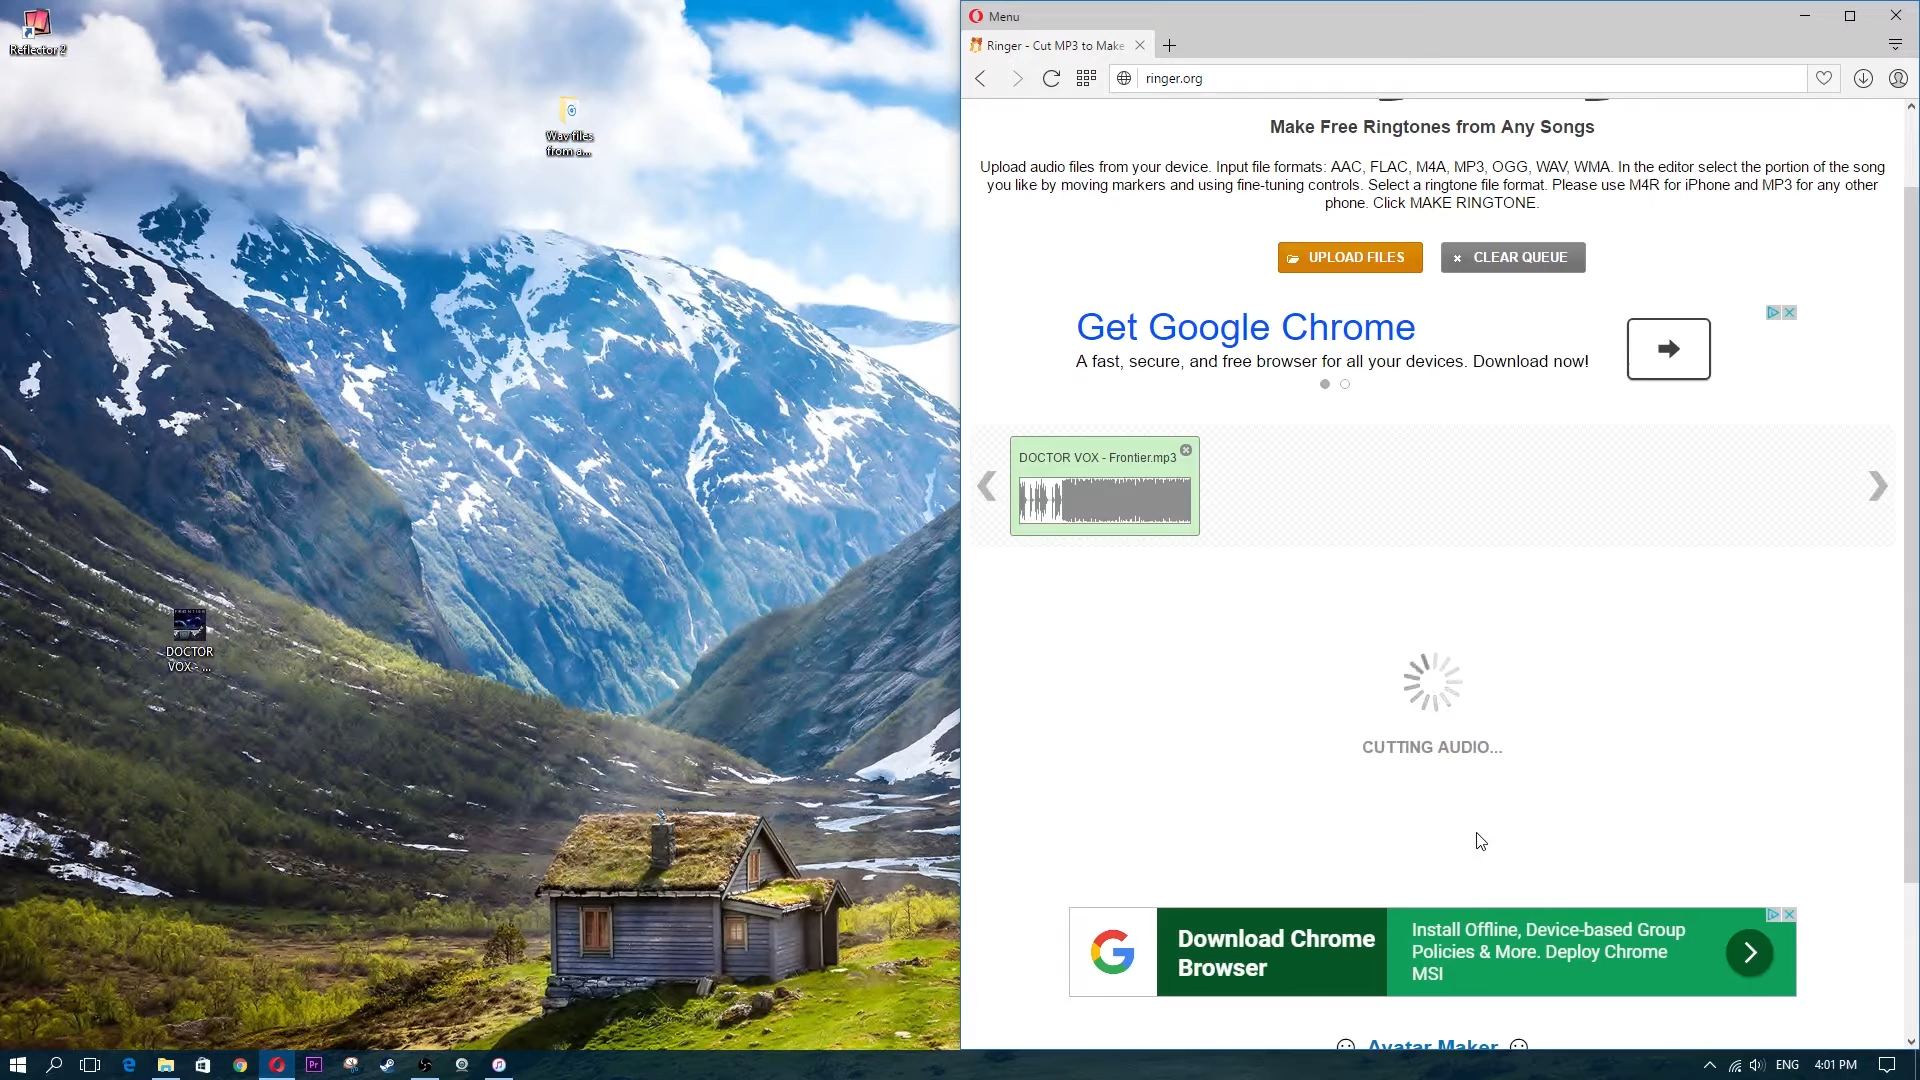 Reflector 2
Wav files
from a...
FRONTIER
DOCTOR
VOX - ...
Menu
Ringer - Cut MP3 to Make
ringer.org
Make Free Ringtones from Any Songs
Upload audio files from your device. Input file formats: AAC, FLAC, M4A, MP3, OGG, WAV, WMA. In the editor select the portion of the song
you like by moving markers and using fine-tuning controls. Select a ringtone file format. Please use M4R for iPhone and MP3 for any other
phone. Click MAKE RINGTONE.
UPLOAD FILES
CLEAR QUEUE
Get Google Chrome
A fast, secure, and free browser for all your devices. Download now!
DOCTOR VOX - Frontier.mp3
CUTTING AUDIO...
Download Chrome
Browser
Install Offline, Device-based Group
Policies & More. Deploy Chrome
MSI
Avatar Maker
Pr
ENG
4:01 PM